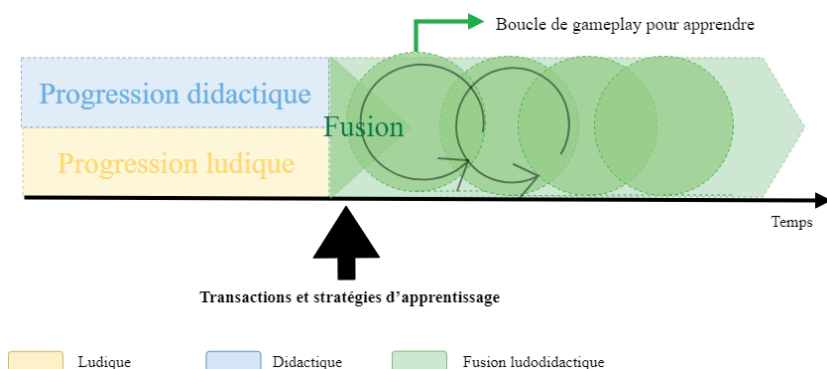 Boucle de gameplay pour apprendre
Progression didactique
Fusion
Progression ludique
Temps
Transactions et stratégies d’apprentissage
Ludique
Didactique
Fusion ludodidactique